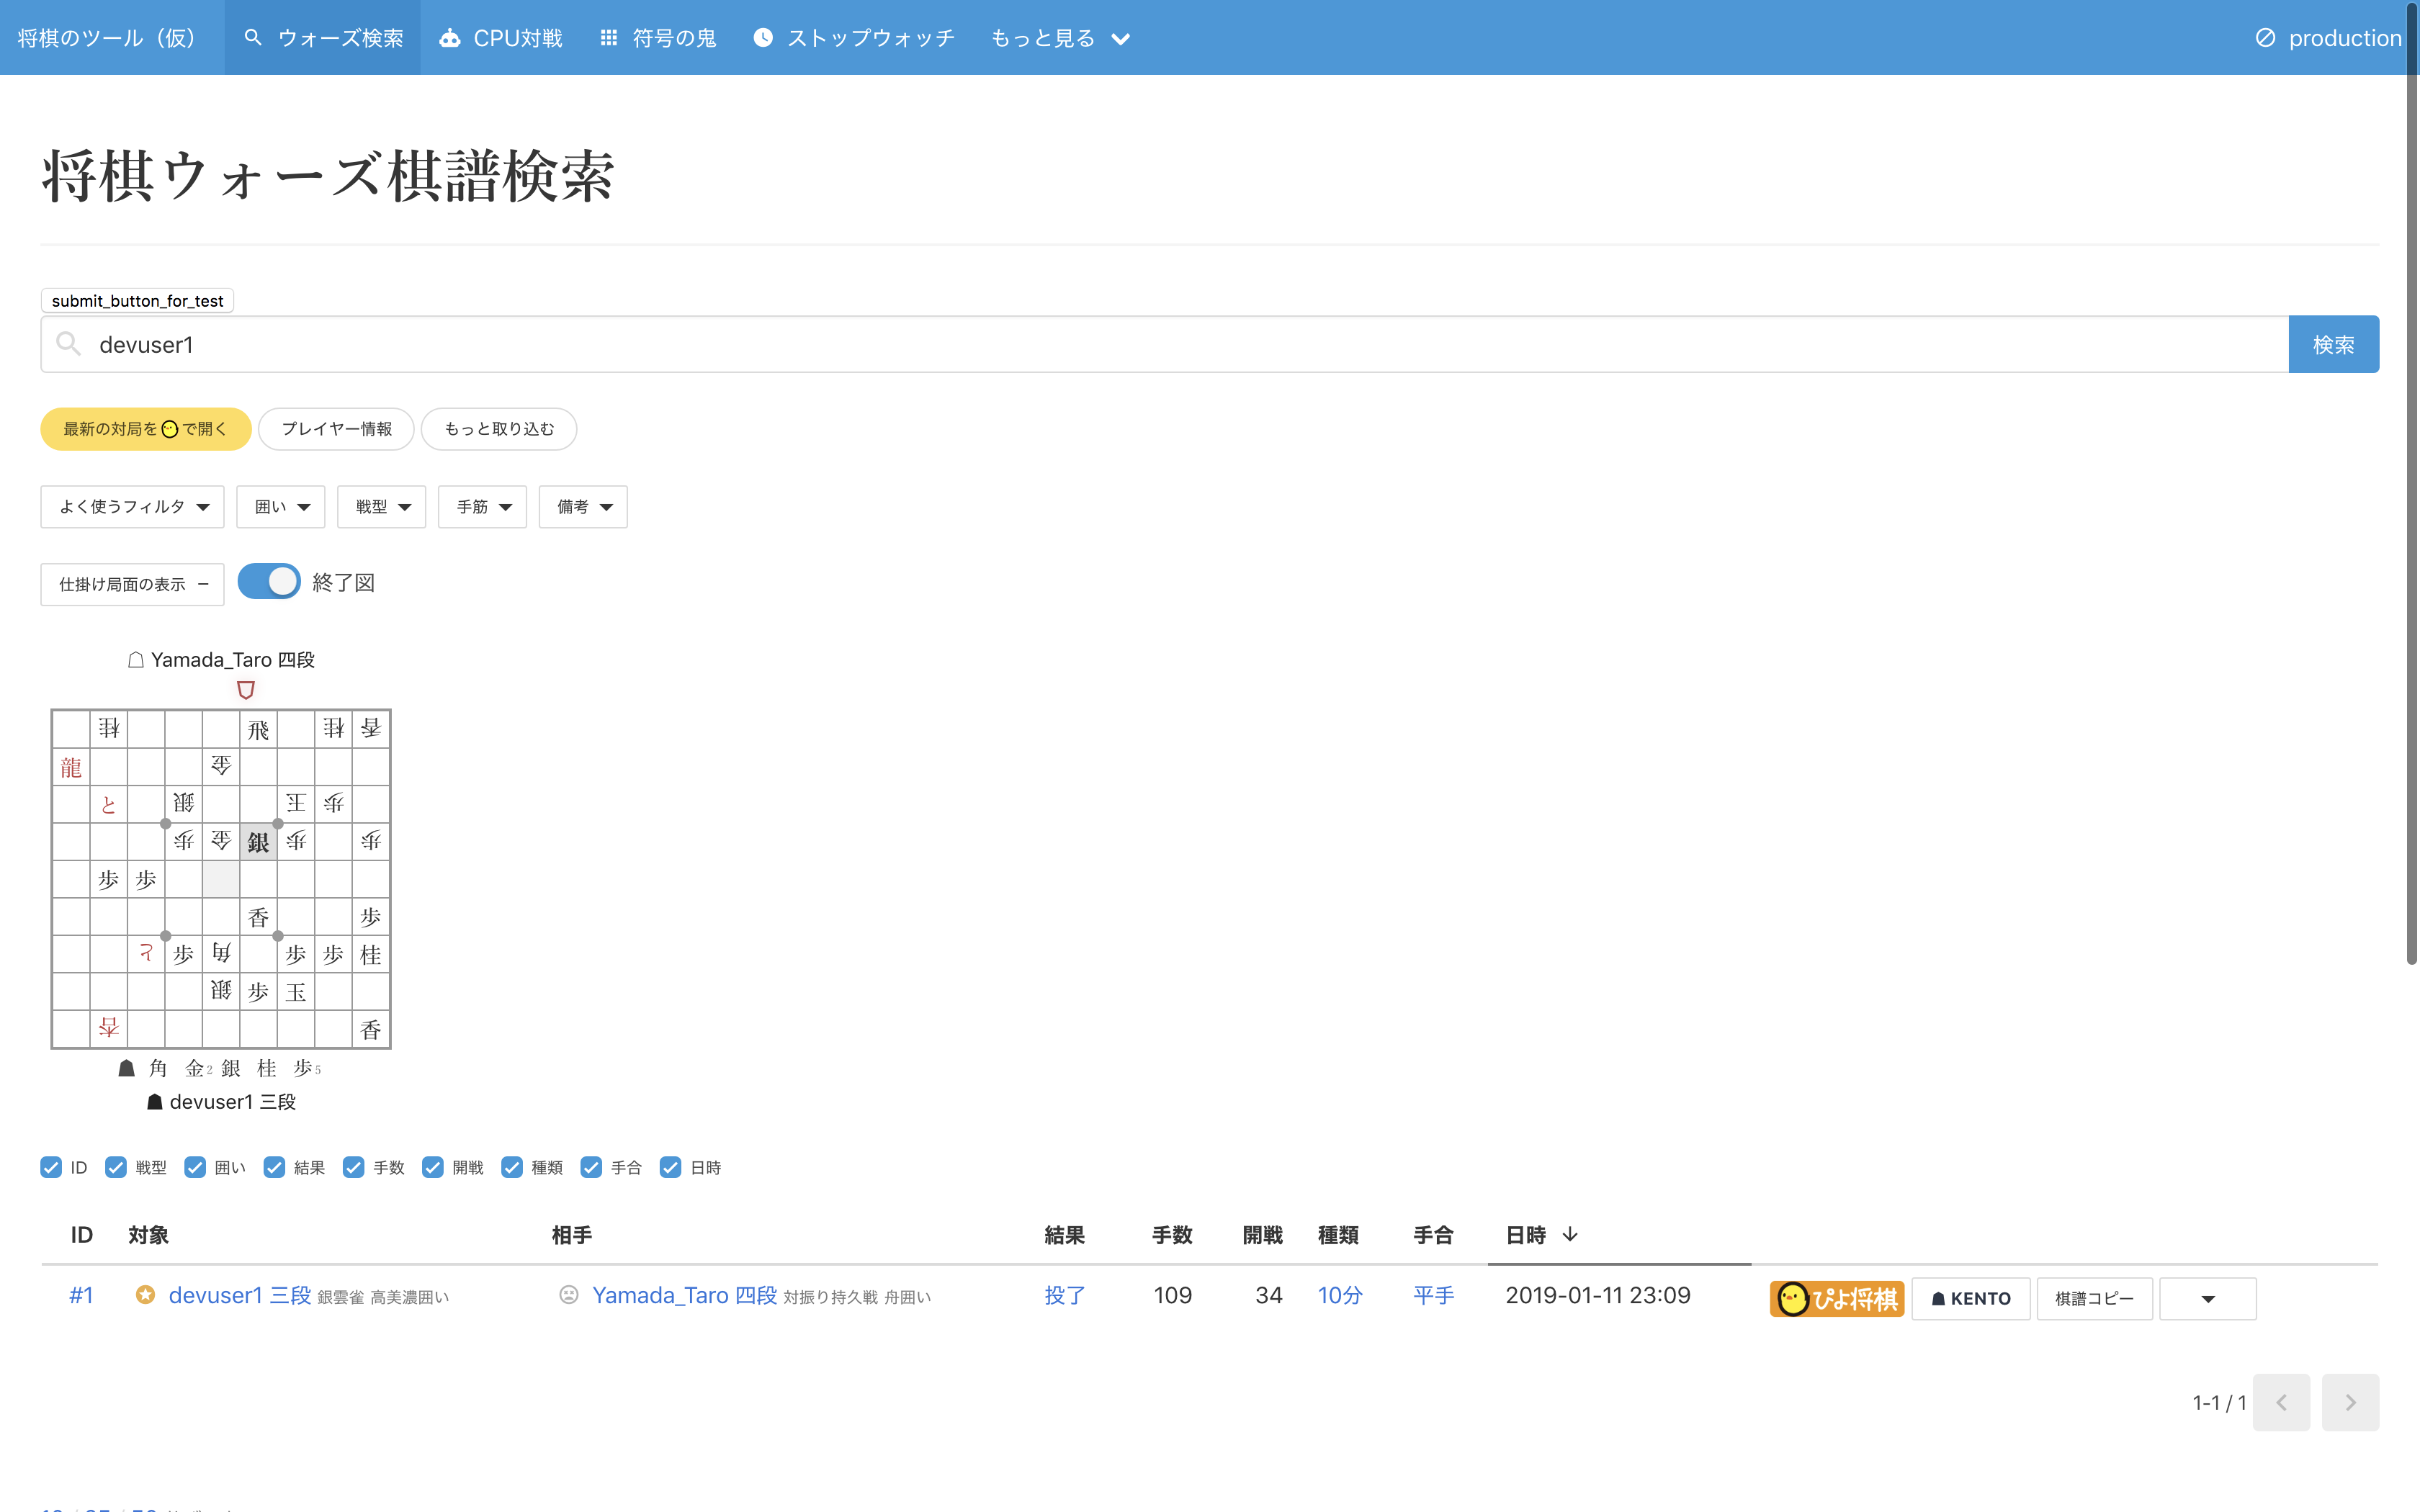 将棋のツール（仮） ウォーズ検索 CPU対戦 符号の鬼 ストップウォッチ もっと見る production
将棋ウォーズ棋譜検索
submit_button_for_test
devuser1 検索
最新の対局を で開く プレイヤー情報 もっと取り込む
よく使うフィルタ 囲い 戦型 手筋 備考
仕掛け局面の表示 − 終了図
☖ Yamada_Taro 四段
桂 飛 桂 香
龍 金
と 銀 王 歩
歩 金 銀 歩 歩
歩 歩
香 歩
と 歩 角 歩 歩 桂
銀 歩 玉
杏 香
☗ 角 金2 銀 桂 歩5
☗ devuser1 三段
ID 戦型 囲い 結果 手数 開戦 種類 手合 日時
ID 対象 相手 結果 手数 開戦 種類 手合 日時 ↓
#1 devuser1 三段 銀雲雀 高美濃囲い Yamada_Taro 四段 対振り持久戦 舟囲い 投了 109 34 10分 平手 2019-01-11 23:09 ぴよ将棋 ☗ KENTO 棋譜コピー
1-1 / 1